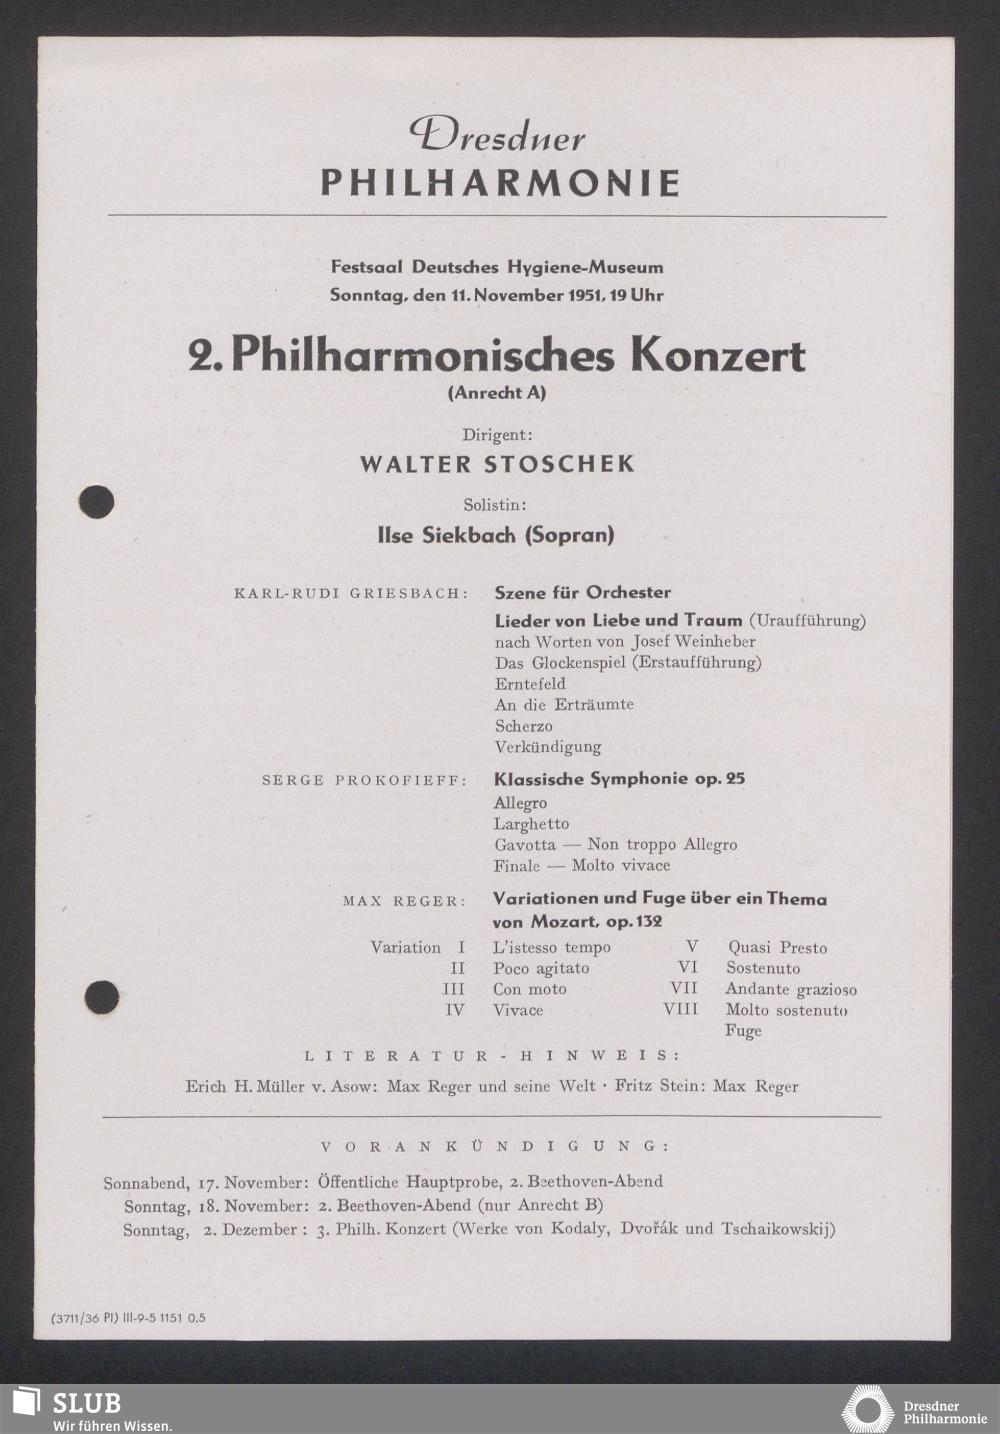 Dresdner
PHILHARMONIE
Festsaal Deutsches Hygiene-Museum
Sonntag, den 11. November 1951, 19 Uhr
2. Philharmonisches Konzert
(Anrecht A)
Dirigent:
WALTER STOSCHEK
Solistin:
Ilse Siekbach (Sopran)
KARL-RUDI GRIESBACH: Szene für Orchester
Lieder von Liebe und Traum (Uraufführung)
nach Worten von Josef Weinheber
Das Glockenspiel (Erstaufführung)
Erntefeld
An die Erträumte
Scherzo
Verkündigung
SERGE PROKOFIEFF: Klassische Symphonie op. 25
Allegro
Larghetto
Gavotta — Non troppo Allegro
Finale — Molto vivace
MAX REGER: Variationen und Fuge über ein Thema
von Mozart, op. 132
Variation I L'istesso tempo V Quasi Presto
II Poco agitato VI Sostenuto
III Con moto VII Andante grazioso
IV Vivace VIII Molto sostenuto
Fuge
LITERATUR-HINWEIS:
Erich H. Müller v. Asow: Max Reger und seine Welt · Fritz Stein: Max Reger
VORANKÜNDIGUNG:
Sonnabend, 17. November: Öffentliche Hauptprobe, 2. Beethoven-Abend
Sonntag, 18. November: 2. Beethoven-Abend (nur Anrecht B)
Sonntag, 2. Dezember: 3. Philh. Konzert (Werke von Kodaly, Dvořák und Tschaikowskij)
(3711/36 Pl) III-9-5 1151 0,5
SLUB
Wir führen Wissen.
Dresdner
Philharmonie